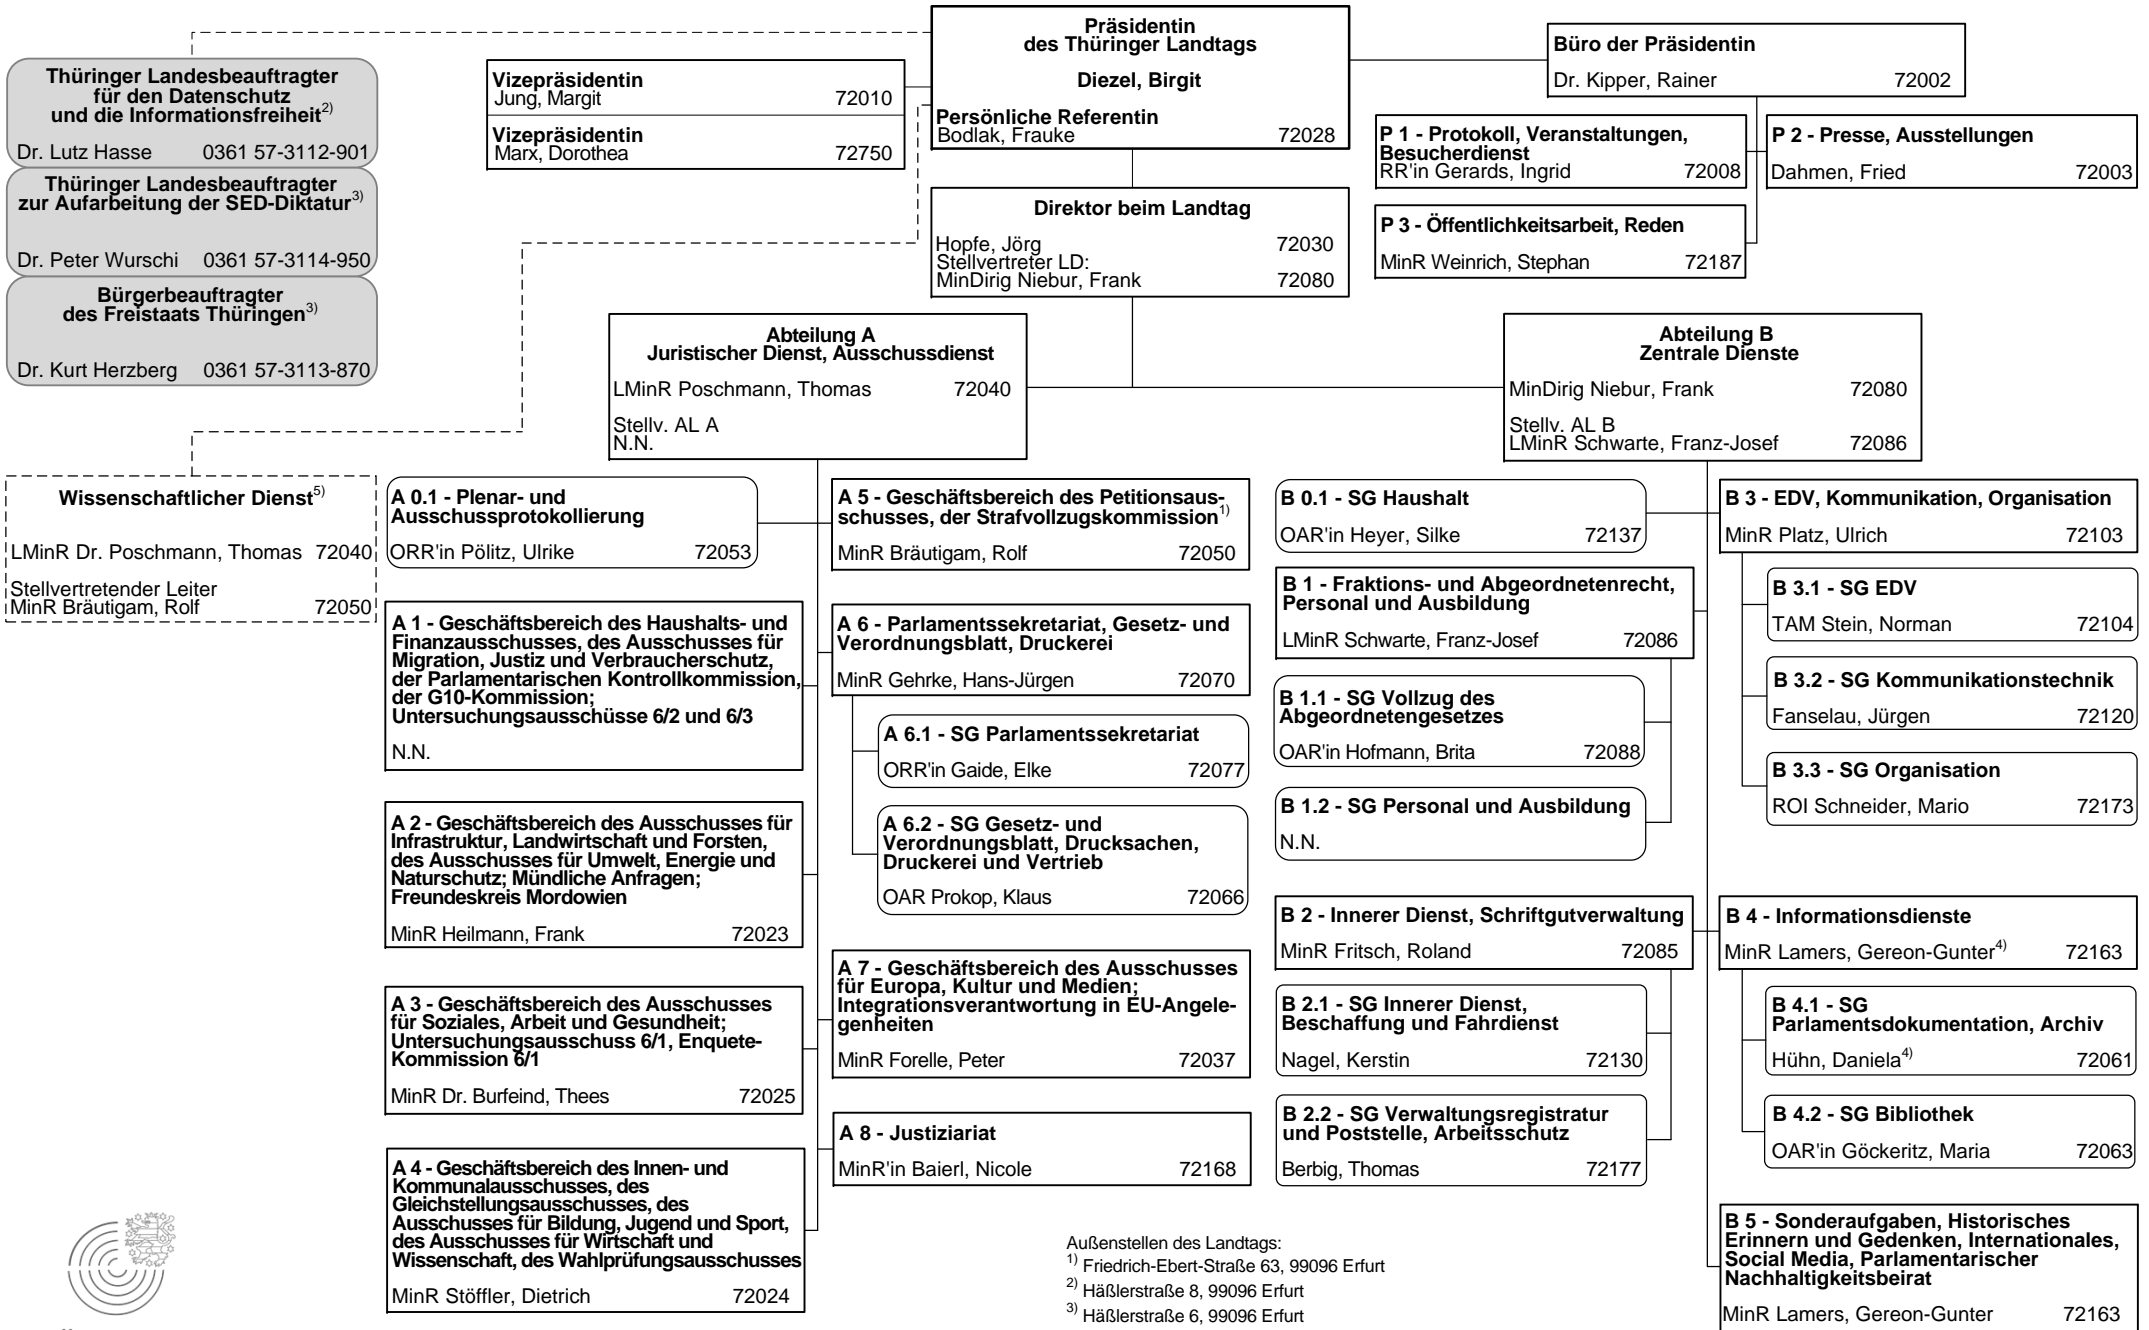 Präsidentin
des Thüringer Landtags
Diezel, Birgit
Persönliche Referentin
Bodlak, Frauke 72028
Vizepräsidentin
Jung, Margit 72010
Vizepräsidentin
Marx, Dorothea 72750
Büro der Präsidentin
Dr. Kipper, Rainer 72002
P 1 - Protokoll, Veranstaltungen,
Besucherdienst
RR'in Gerards, Ingrid 72008
P 2 - Presse, Ausstellungen
Dahmen, Fried 72003
P 3 - Öffentlichkeitsarbeit, Reden
MinR Weinrich, Stephan 72187
Thüringer Landesbeauftragter
für den Datenschutz
und die Informationsfreiheit2)
Dr. Lutz Hasse 0361 57-3112-901
Thüringer Landesbeauftragter
zur Aufarbeitung der SED-Diktatur3)
Dr. Peter Wurschi 0361 57-3114-950
Bürgerbeauftragter
des Freistaats Thüringen3)
Dr. Kurt Herzberg 0361 57-3113-870
Direktor beim Landtag
Hopfe, Jörg 72030
Stellvertreter LD:
MinDirig Niebur, Frank 72080
Abteilung A
Juristischer Dienst, Ausschussdienst
LMinR Poschmann, Thomas 72040
Stellv. AL A
N.N.
Abteilung B
Zentrale Dienste
MinDirig Niebur, Frank 72080
Stellv. AL B
LMinR Schwarte, Franz-Josef 72086
Wissenschaftlicher Dienst5)
LMinR Dr. Poschmann, Thomas 72040
Stellvertretender Leiter
MinR Bräutigam, Rolf 72050
A 0.1 - Plenar- und
Ausschussprotokollierung
ORR'in Pölitz, Ulrike 72053
A 1 - Geschäftsbereich des Haushalts- und
Finanzausschusses, des Ausschusses für
Migration, Justiz und Verbraucherschutz,
der Parlamentarischen Kontrollkommission,
der G10-Kommission;
Untersuchungsausschüsse 6/2 und 6/3
N.N.
A 2 - Geschäftsbereich des Ausschusses für
Infrastruktur, Landwirtschaft und Forsten,
des Ausschusses für Umwelt, Energie und
Naturschutz; Mündliche Anfragen;
Freundeskreis Mordowien
MinR Heilmann, Frank 72023
A 3 - Geschäftsbereich des Ausschusses
für Soziales, Arbeit und Gesundheit;
Untersuchungsausschuss 6/1, Enquete-
Kommission 6/1
MinR Dr. Burfeind, Thees 72025
A 4 - Geschäftsbereich des Innen- und
Kommunalausschusses, des
Gleichstellungsausschusses, des
Ausschusses für Bildung, Jugend und Sport,
des Ausschusses für Wirtschaft und
Wissenschaft, des Wahlprüfungsausschusses
MinR Stöffler, Dietrich 72024
A 5 - Geschäftsbereich des Petitionsaus-
schusses, der Strafvollzugskommission1)
MinR Bräutigam, Rolf 72050
A 6 - Parlamentssekretariat, Gesetz- und
Verordnungsblatt, Druckerei
MinR Gehrke, Hans-Jürgen 72070
A 6.1 - SG Parlamentssekretariat
ORR'in Gaide, Elke 72077
A 6.2 - SG Gesetz- und
Verordnungsblatt, Drucksachen,
Druckerei und Vertrieb
OAR Prokop, Klaus 72066
A 7 - Geschäftsbereich des Ausschusses
für Europa, Kultur und Medien;
Integrationsverantwortung in EU-Angele-
genheiten
MinR Forelle, Peter 72037
A 8 - Justiziariat
MinR'in Baierl, Nicole 72168
B 0.1 - SG Haushalt
OAR'in Heyer, Silke 72137
B 1 - Fraktions- und Abgeordnetenrecht,
Personal und Ausbildung
LMinR Schwarte, Franz-Josef 72086
B 1.1 - SG Vollzug des
Abgeordnetengesetzes
OAR'in Hofmann, Brita 72088
B 1.2 - SG Personal und Ausbildung
N.N.
B 2 - Innerer Dienst, Schriftgutverwaltung
MinR Fritsch, Roland 72085
B 2.1 - SG Innerer Dienst,
Beschaffung und Fahrdienst
Nagel, Kerstin 72130
B 2.2 - SG Verwaltungsregistratur
und Poststelle, Arbeitsschutz
Berbig, Thomas 72177
B 3 - EDV, Kommunikation, Organisation
MinR Platz, Ulrich 72103
B 3.1 - SG EDV
TAM Stein, Norman 72104
B 3.2 - SG Kommunikationstechnik
Fanselau, Jürgen 72120
B 3.3 - SG Organisation
ROI Schneider, Mario 72173
B 4 - Informationsdienste
MinR Lamers, Gereon-Gunter4) 72163
B 4.1 - SG
Parlamentsdokumentation, Archiv
Hühn, Daniela4) 72061
B 4.2 - SG Bibliothek
OAR'in Göckeritz, Maria 72063
B 5 - Sonderaufgaben, Historisches
Erinnern und Gedenken, Internationales,
Social Media, Parlamentarischer
Nachhaltigkeitsbeirat
MinR Lamers, Gereon-Gunter 72163
Außenstellen des Landtags:
1) Friedrich-Ebert-Straße 63, 99096 Erfurt
2) Häßlerstraße 8, 99096 Erfurt
3) Häßlerstraße 6, 99096 Erfurt